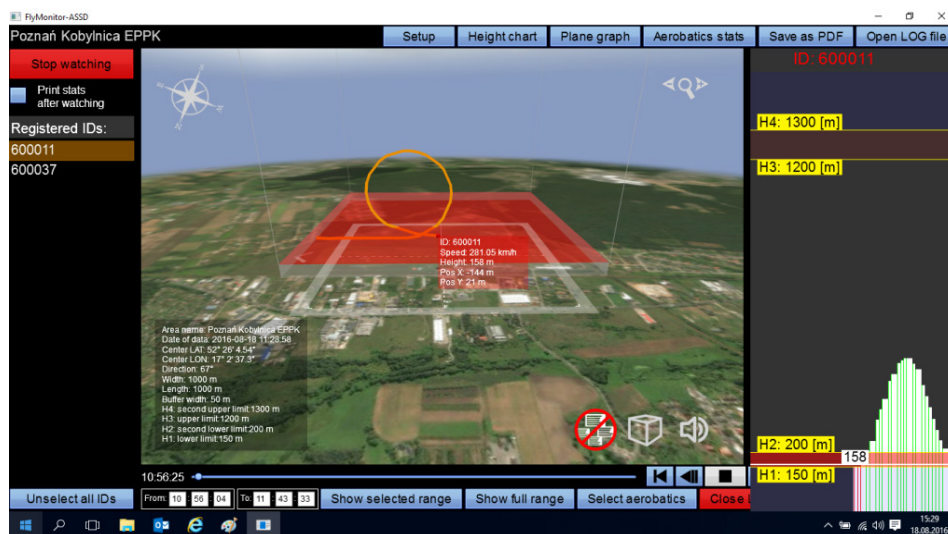 FlyMonitor-ASSD
Poznań Kobylnica EPPK
Setup
Height chart
Plane graph
Aerobatics stats
Save as PDF
Open LOG file
Stop watching
Print stats
after watching
Registered IDs:
600011
600037
ID: 600011
Speed: 281.05 km/h
Height: 158 m
Pos X: -144 m
Pos Y: 21 m
Area name: Poznań Kobylnica EPPK
Date of data: 2016-08-18 11:28:58
Center LAT: 52° 26' 4.54"
Center LON: 17° 2' 37.3"
Direction: 67°
Width: 1000 m
Length: 1000 m
Buffer width: 50 m
H4: second upper limit:1300 m
H3: upper limit:1200 m
H2: second lower limit:200 m
H1: lower limit:150 m
ID: 600011
H4: 1300 [m]
H3: 1200 [m]
H2: 200 [m]
158
H1: 150 [m]
10:56:25
Unselect all IDs
From: 10 : 56 : 04
To: 11 : 43 : 33
Show selected range
Show full range
Select aerobatics
Close
15:29
18.08.2016